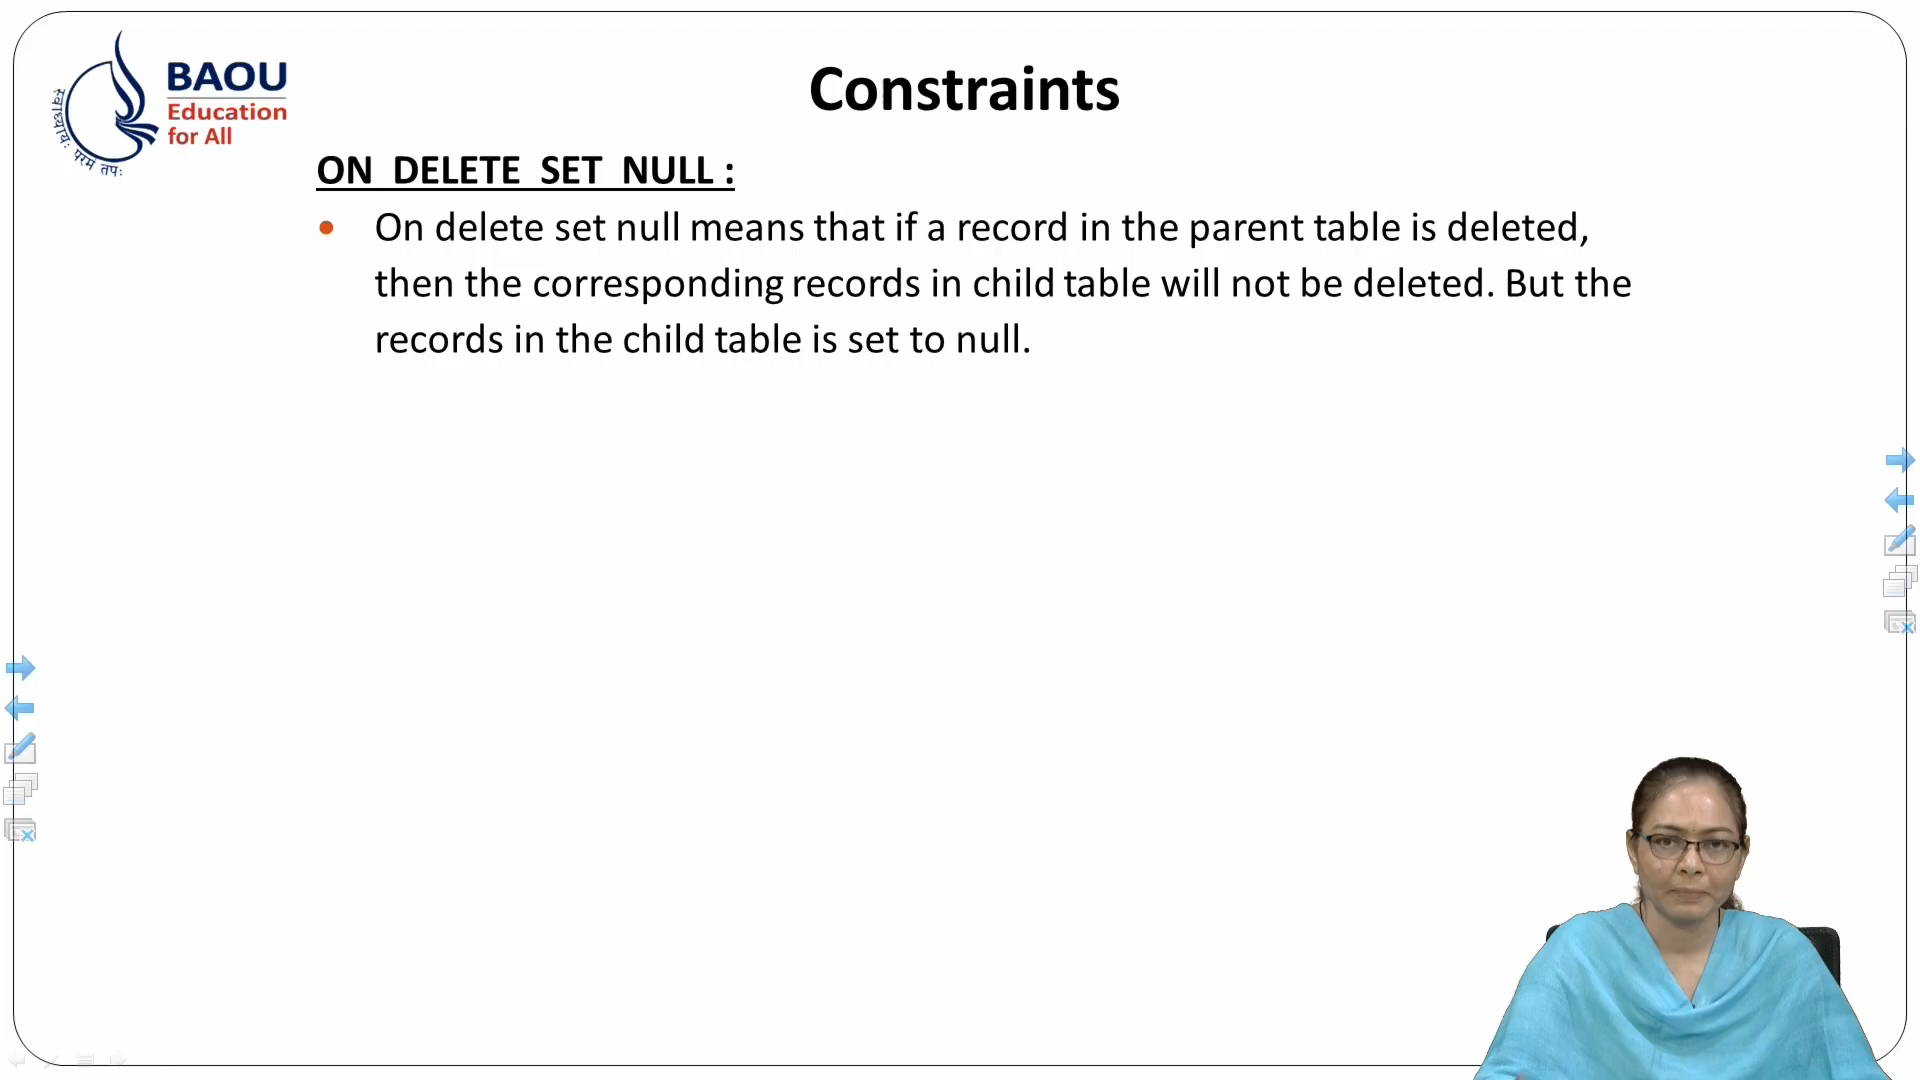 BAOU
Education
for All
स्वाध्यायः परमं तपः
Constraints
ON DELETE SET NULL :
• On delete set null means that if a record in the parent table is deleted,
then the corresponding records in child table will not be deleted. But the
records in the child table is set to null.